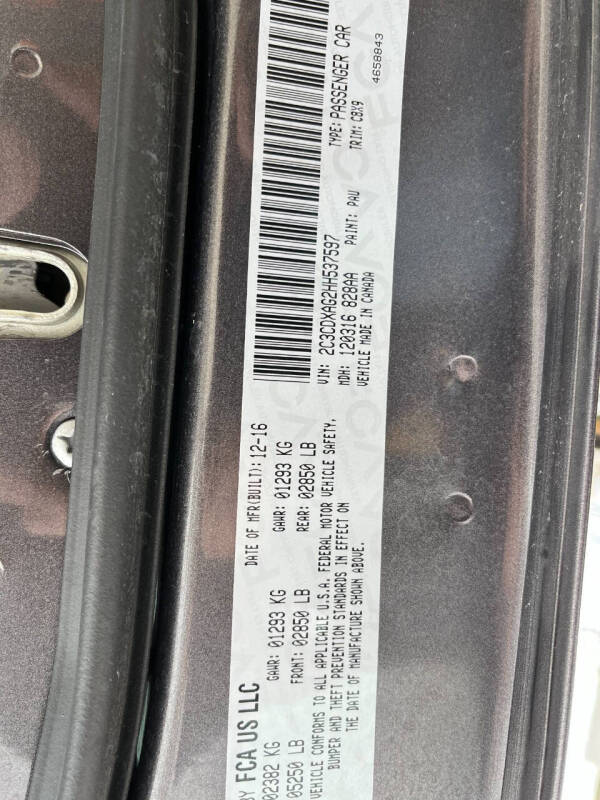 BY FCA US LLC
DATE OF MFR(BUILT): 12-16
02382 KG
GAWR: 01293 KG
GAWR: 01293 KG
05250 LB
FRONT: 02850 LB
REAR: 02850 LB
VEHICLE CONFORMS TO ALL APPLICABLE U.S.A. FEDERAL MOTOR VEHICLE SAFETY,
BUMPER AND THEFT PREVENTION STANDARDS IN EFFECT ON
THE DATE OF MANUFACTURE SHOWN ABOVE.
VIN: 2C3CDXAG2HH537597
TYPE: PASSENGER CAR
MDH: 120316 828AA
PAINT: PAU
TRIM: C8X9
VEHICLE MADE IN CANADA
4658843